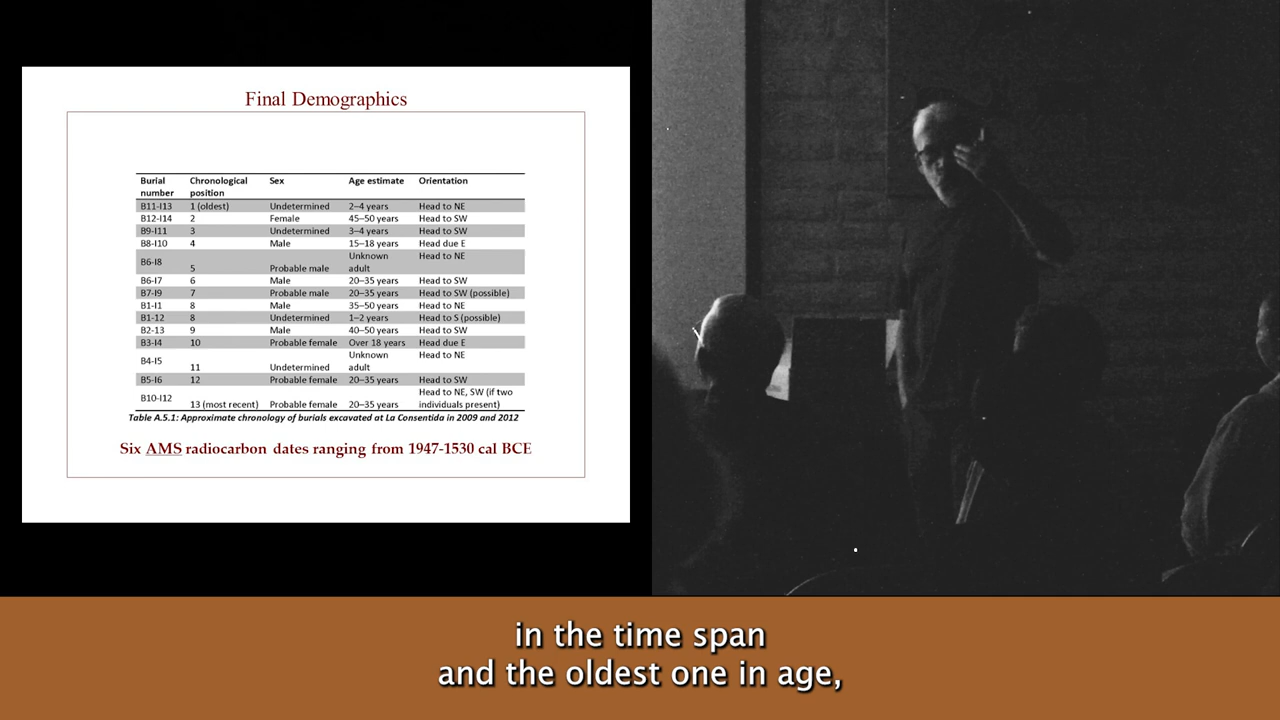 Final Demographics
Burial number Chronological position Sex Age estimate Orientation
B11-I13 1 (oldest) Undetermined 2–4 years Head to NE
B12-I14 2 Female 45–50 years Head to SW
B9-I11 3 Undetermined 3–4 years Head to SW
B8-I10 4 Male 15–18 years Head due E
B6-I8 5 Probable male Unknown adult Head to NE
B6-I7 6 Male 20–35 years Head to SW
B7-I9 7 Probable male 20–35 years Head to SW (possible)
B1-I1 8 Male 35–50 years Head to NE
B1-12 8 Undetermined 1–2 years Head to S (possible)
B2-13 9 Male 40–50 years Head to SW
B3-I4 10 Probable female Over 18 years Head due E
B4-I5 11 Undetermined Unknown adult Head to NE
B5-I6 12 Probable female 20–35 years Head to SW
B10-I12 13 (most recent) Probable female 20–35 years Head to NE, SW (if two individuals present)
Table A.5.1: Approximate chronology of burials excavated at La Consentida in 2009 and 2012
Six AMS radiocarbon dates ranging from 1947-1530 cal BCE
in the time span
and the oldest one in age,